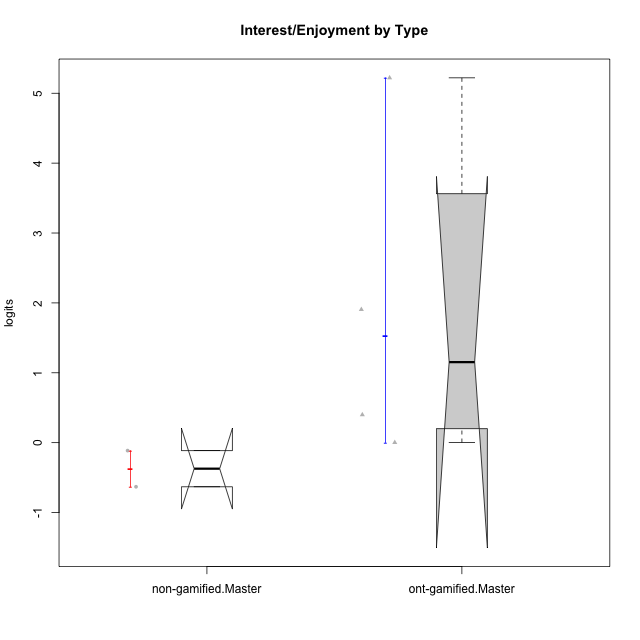 Interest/Enjoyment by Type
logits
5
4
3
2
1
0
-1
non-gamified.Master
ont-gamified.Master